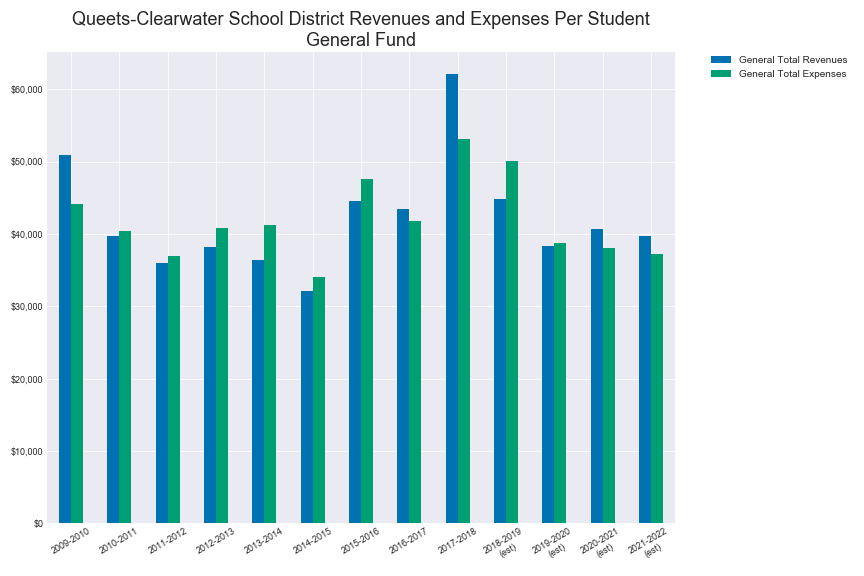 Queets-Clearwater School District Revenues and Expenses Per Student
General Fund
General Total Revenues
General Total Expenses
$60,000
$50,000
$40,000
$30,000
$20,000
$10,000
$0
2009-2010
2010-2011
2011-2012
2012-2013
2013-2014
2014-2015
2015-2016
2016-2017
2017-2018
2018-2019
(est)
2019-2020
(est)
2020-2021
(est)
2021-2022
(est)